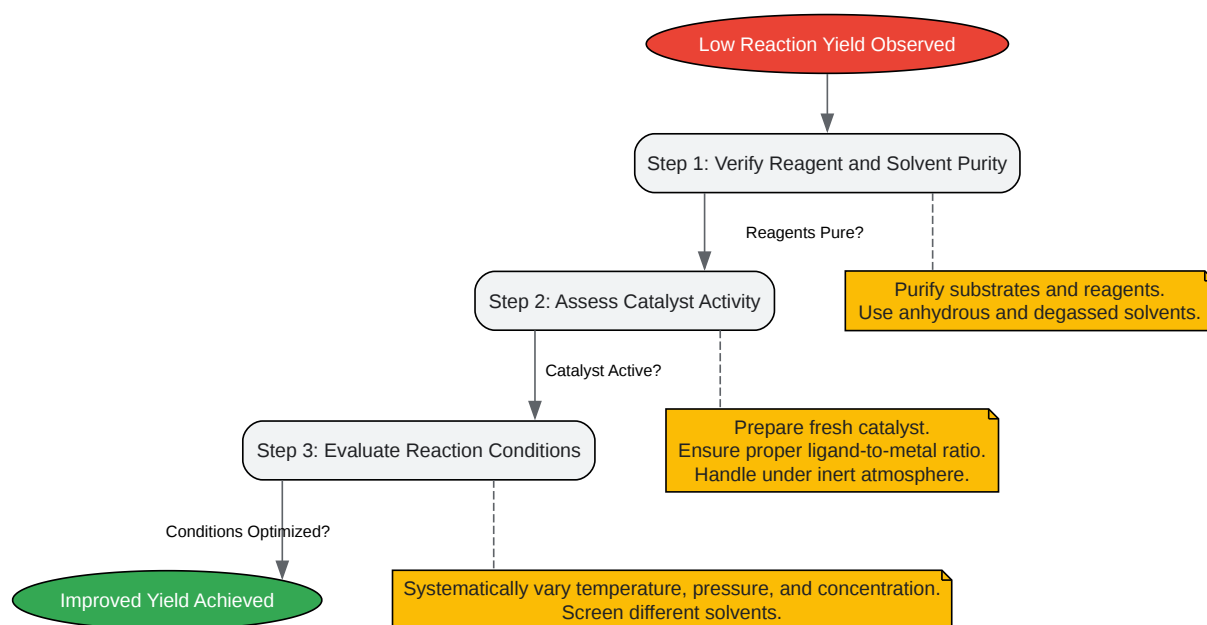 Low Reaction Yield Observed
Step 1: Verify Reagent and Solvent Purity
Reagents Pure?
Purify substrates and reagents.
Use anhydrous and degassed solvents.
Step 2: Assess Catalyst Activity
Catalyst Active?
Prepare fresh catalyst.
Ensure proper ligand-to-metal ratio.
Handle under inert atmosphere.
Step 3: Evaluate Reaction Conditions
Conditions Optimized?
Systematically vary temperature, pressure, and concentration.
Screen different solvents.
Improved Yield Achieved